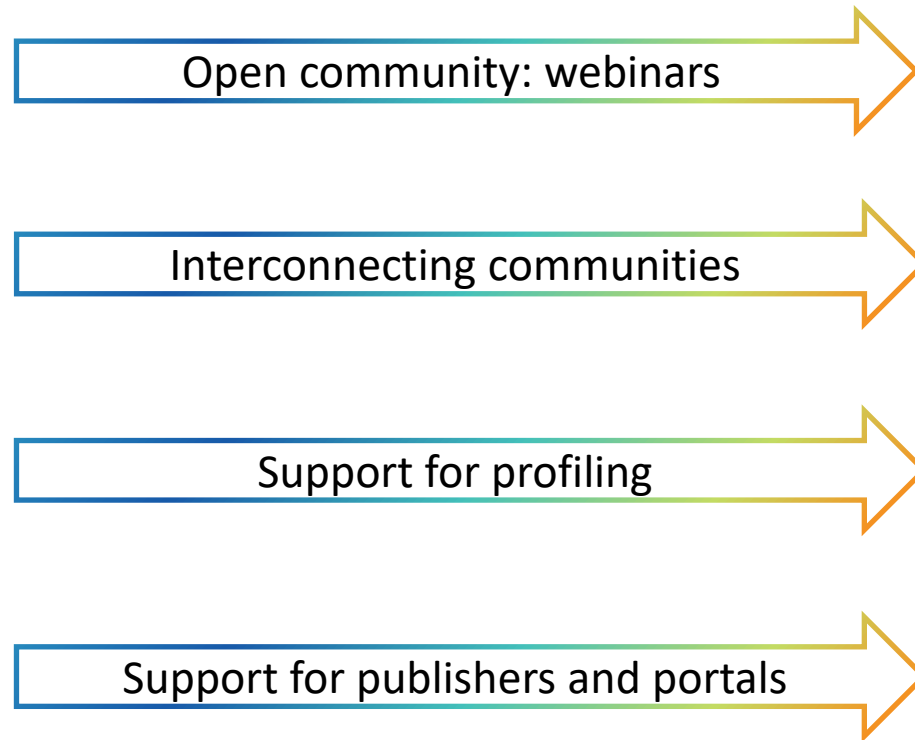 Open community: webinars
Interconnecting communities
Support for profiling
Support for publishers and portals